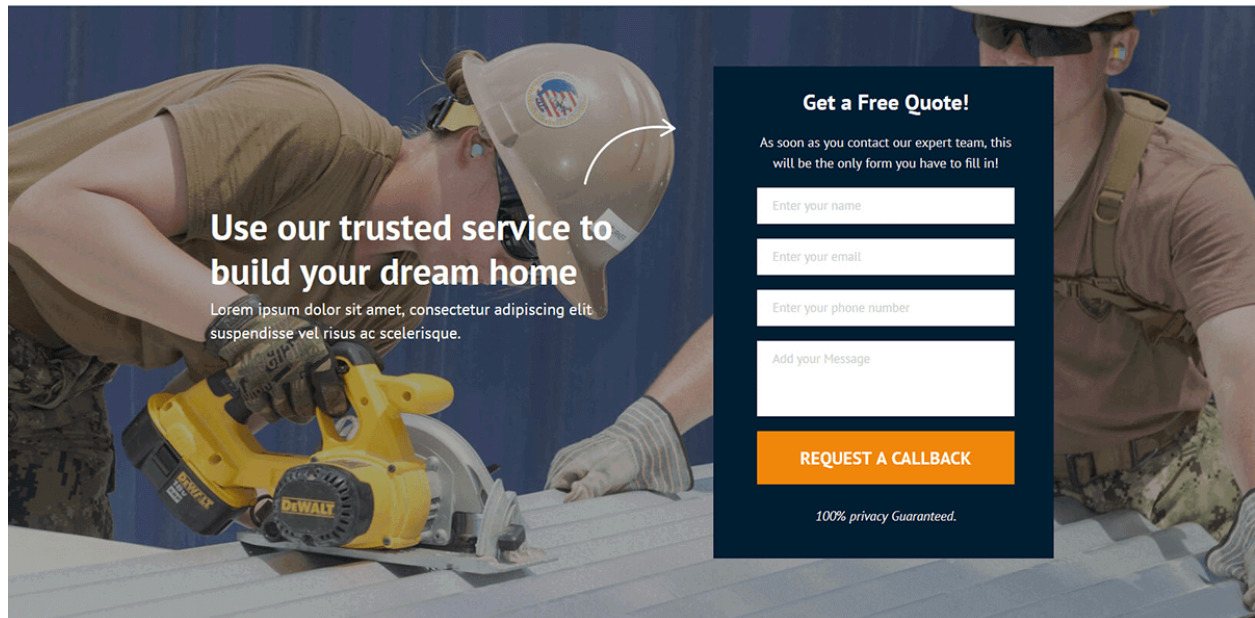 Use our trusted service to
build your dream home
Lorem ipsum dolor sit amet, consectetur adipiscing elit
suspendisse vel risus ac scelerisque.
Get a Free Quote!
As soon as you contact our expert team, this
will be the only form you have to fill in!
Enter your name
Enter your email
Enter your phone number
Add your Message
REQUEST A CALLBACK
100% privacy Guaranteed.
DEWALT
18V
DEWALT